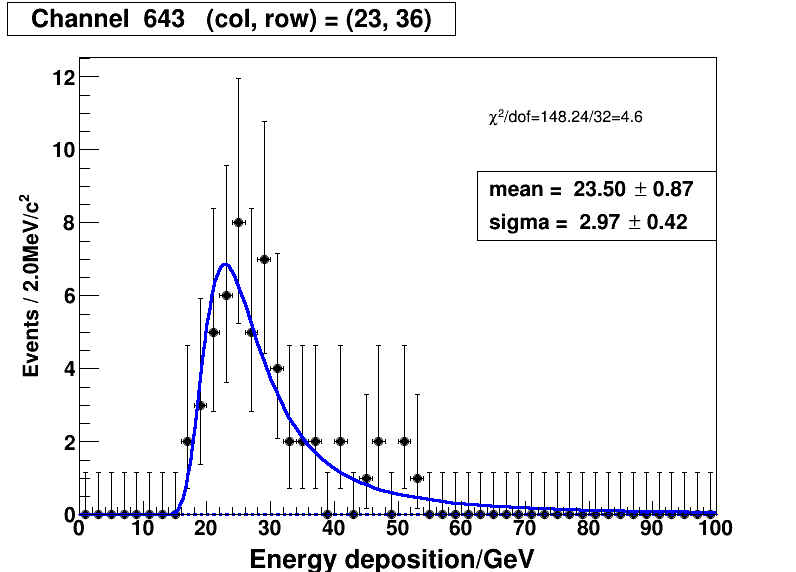 Channel 643 (col, row) = (23, 36)
χ²/dof=148.24/32=4.6
mean = 23.50 ± 0.87
sigma = 2.97 ± 0.42
Events / 2.0MeV/c²
12
10
8
6
4
2
0
0 10 20 30 40 50 60 70 80 90 100
Energy deposition/GeV